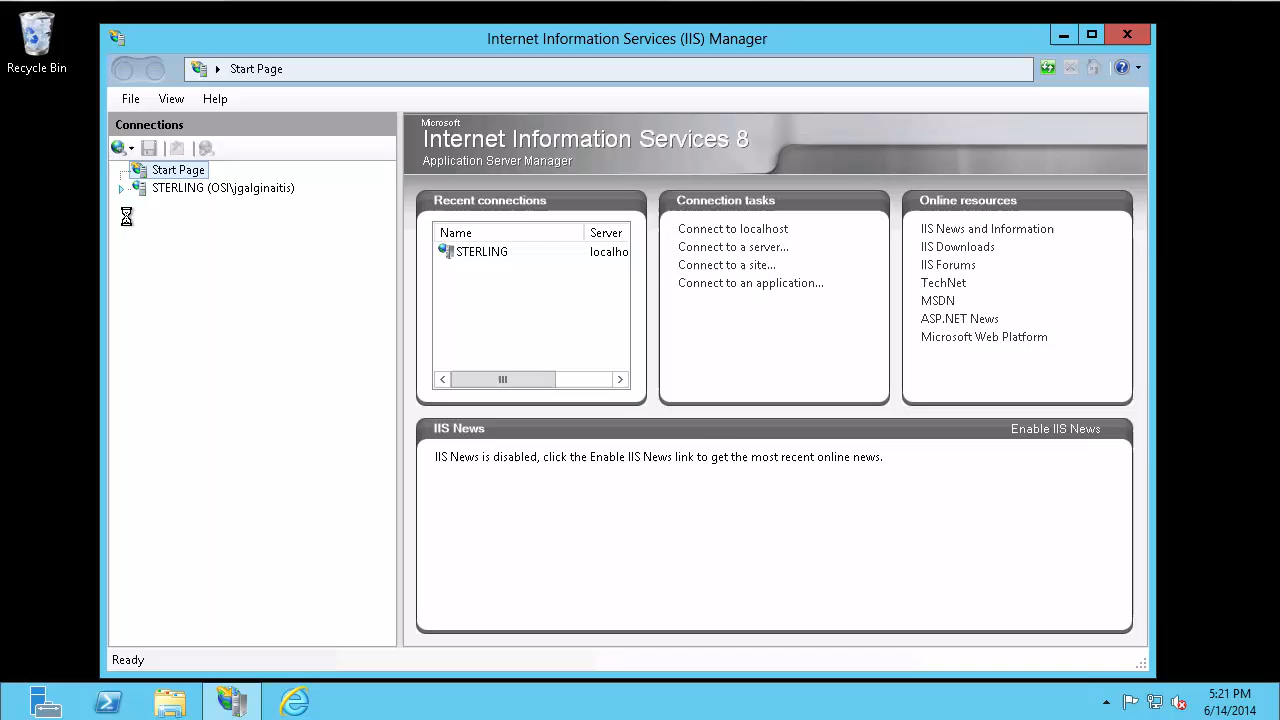 Recycle Bin
Internet Information Services (IIS) Manager
Start Page
File View Help
Connections
Start Page
STERLING (OSI\jgalginaitis)
Microsoft
Internet Information Services 8
Application Server Manager
Recent connections
Name Server
STERLING localho
Connection tasks
Connect to localhost
Connect to a server...
Connect to a site...
Connect to an application...
Online resources
IIS News and Information
IIS Downloads
IIS Forums
TechNet
MSDN
ASP.NET News
Microsoft Web Platform
IIS News Enable IIS News
IIS News is disabled, click the Enable IIS News link to get the most recent online news.
Ready
5:21 PM
6/14/2014